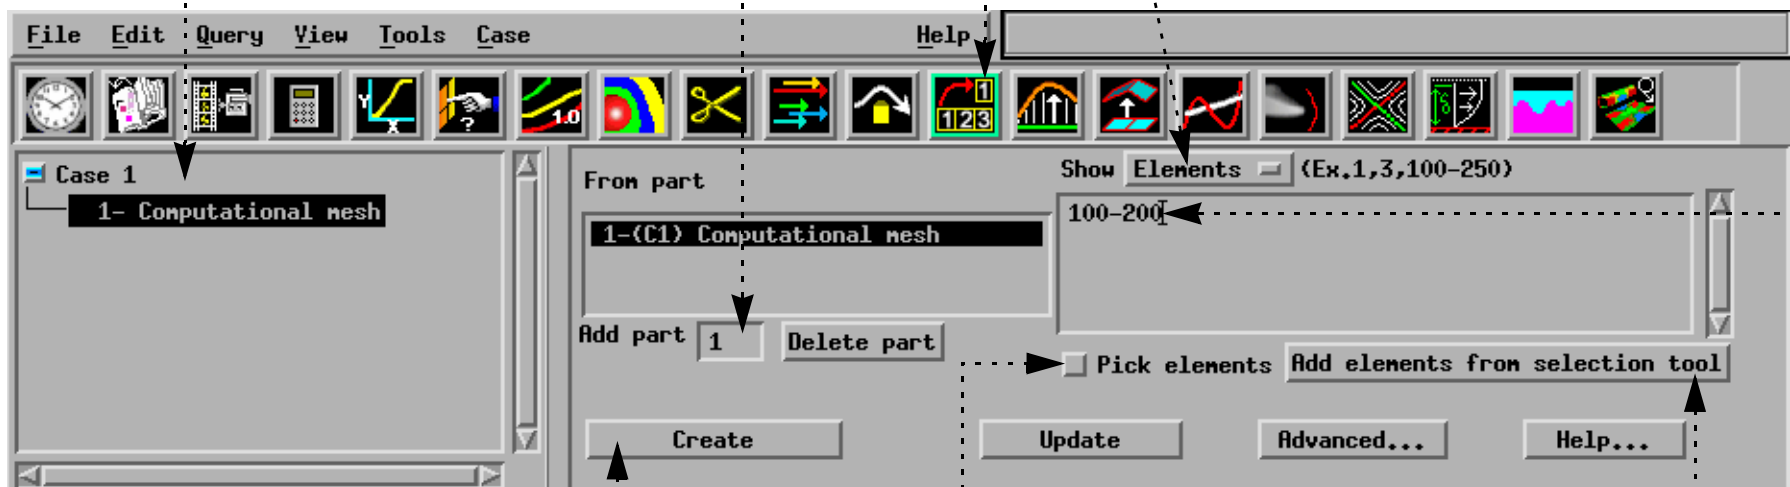 File Edit Query View Tools Case Help
Y X ? 1.0 1 123 δ
Case 1
1- Computational mesh
From part
1-(C1) Computational mesh
Add part 1 Delete part
Show Elements (Ex.1,3,100-250)
100-200
Pick elements Add elements from selection tool
Create Update Advanced... Help...